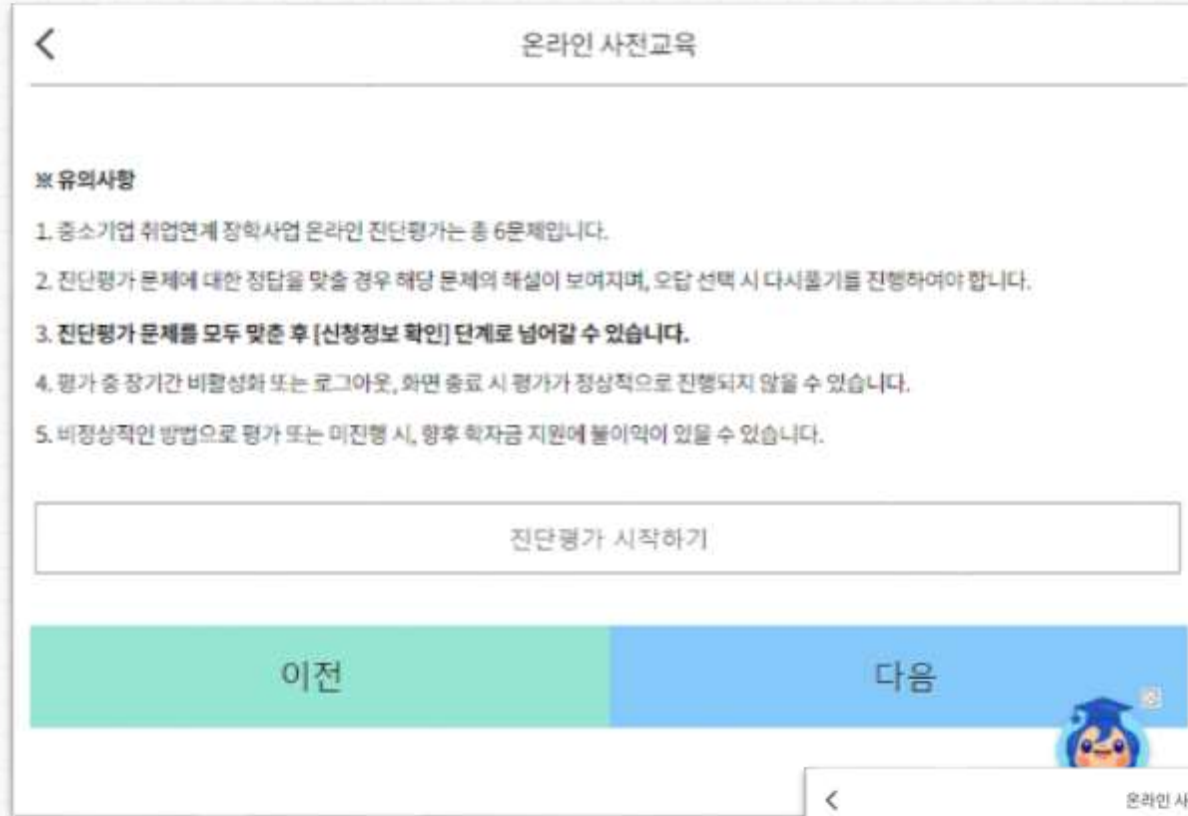 온라인 사전교육
※ 유의사항
1. 중소기업 취업연계 장학사업 온라인 진단평가는 총 6문제입니다.
2. 진단평가 문제에 대한 정답을 맞출 경우 해당 문제의 해설이 보여지며, 오답 선택 시 다시풀기를 진행하여야 합니다.
3. 진단평가 문제를 모두 맞춘 후 [신청정보 확인] 단계로 넘어갈 수 있습니다.
4. 평가 중 장기간 비활성화 또는 로그아웃, 화면 종료 시 평가가 정상적으로 진행되지 않을 수 있습니다.
5. 비정상적인 방법으로 평가 또는 미진행 시, 향후 학자금 지원에 불이익이 있을 수 있습니다.
진단평가 시작하기
이전 다음
온라인 사